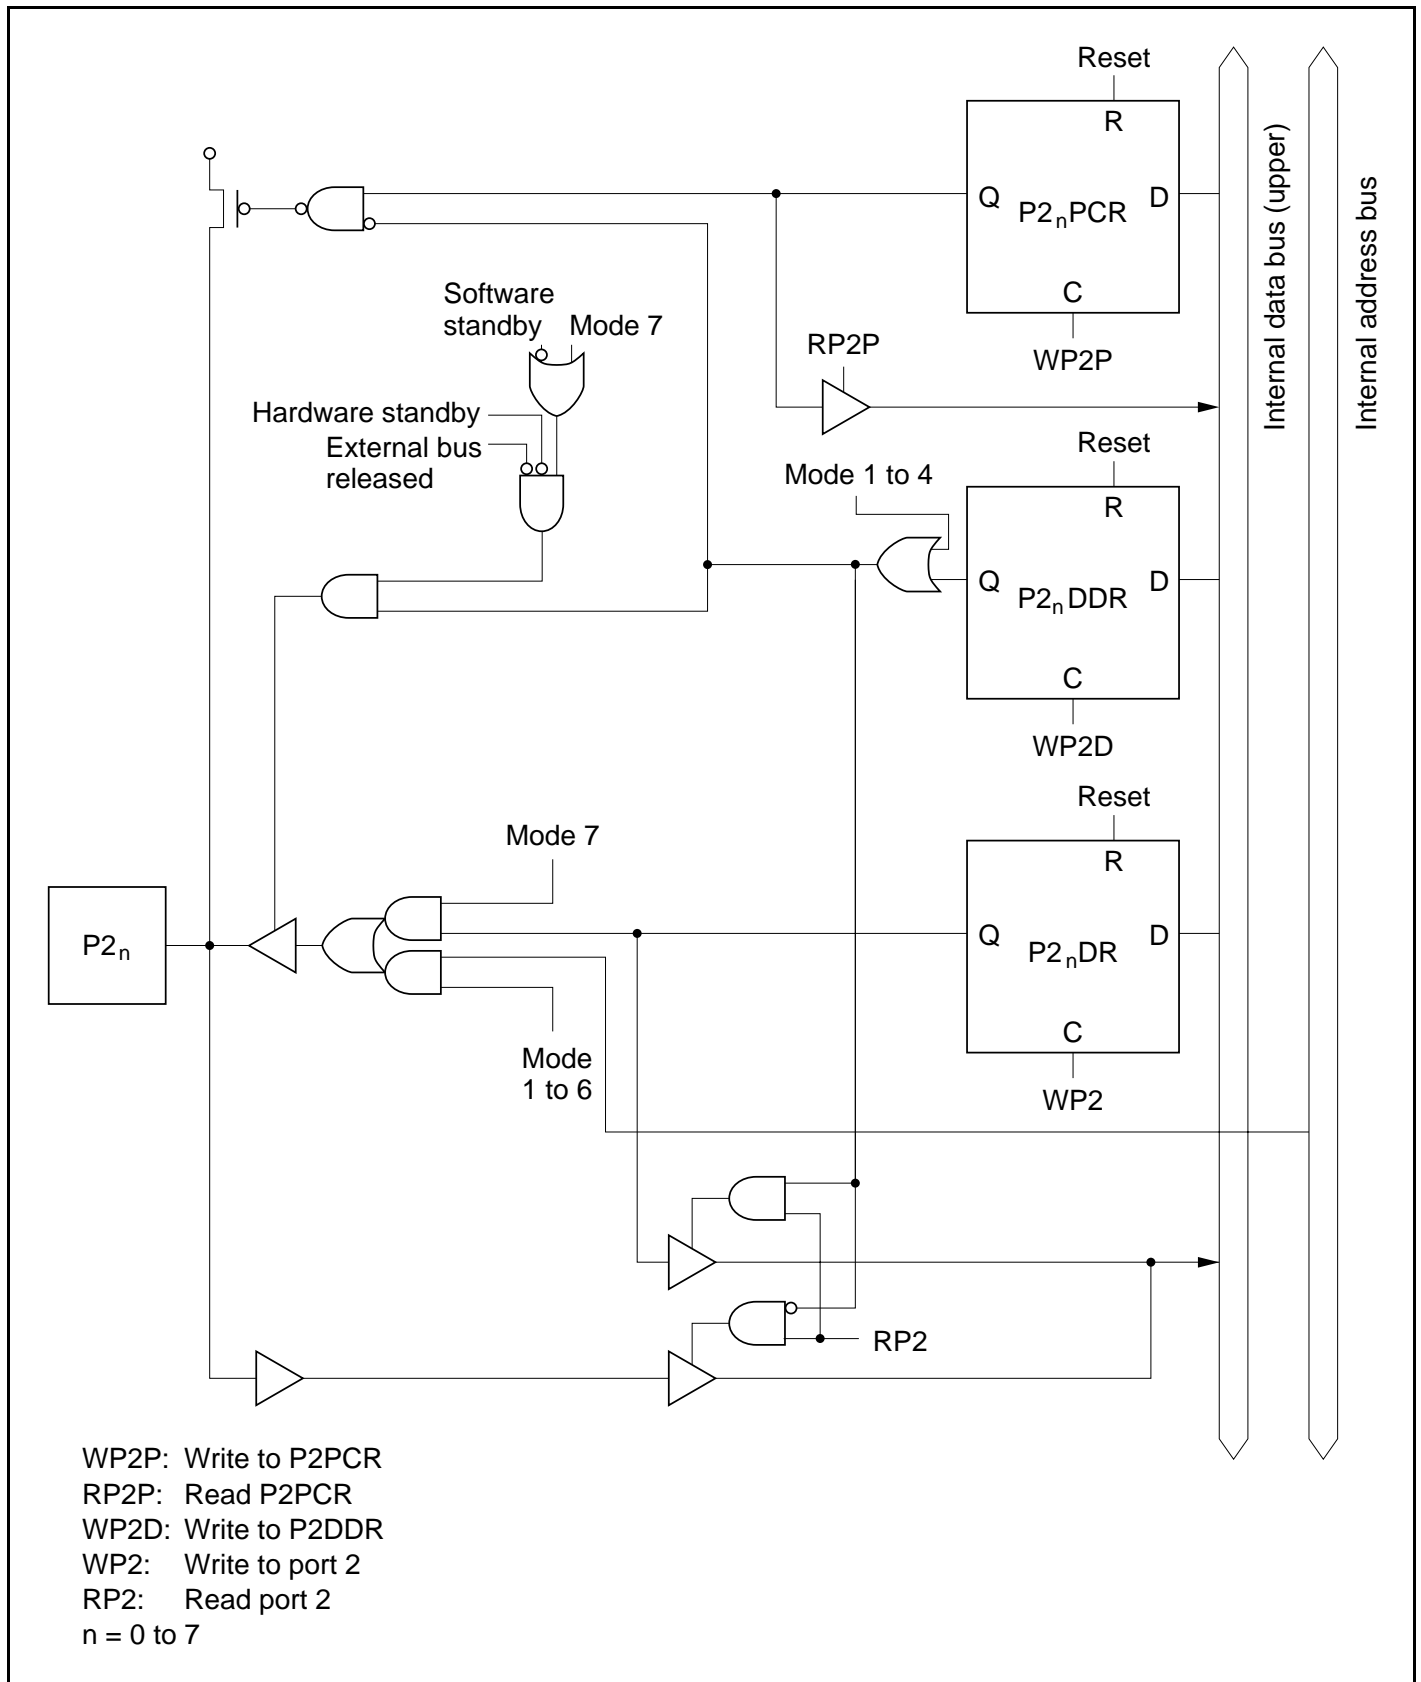 Reset
R
Q P2nPCR D
C
WP2P
Internal data bus (upper)
Internal address bus
Software
standby Mode 7
RP2P
Hardware standby
External bus
released
Reset
Mode 1 to 4
R
Q P2nDDR D
C
WP2D
Reset
Mode 7
R
P2n
Q P2nDR D
C
Mode
1 to 6
WP2
RP2
WP2P: Write to P2PCR
RP2P: Read P2PCR
WP2D: Write to P2DDR
WP2: Write to port 2
RP2: Read port 2
n = 0 to 7